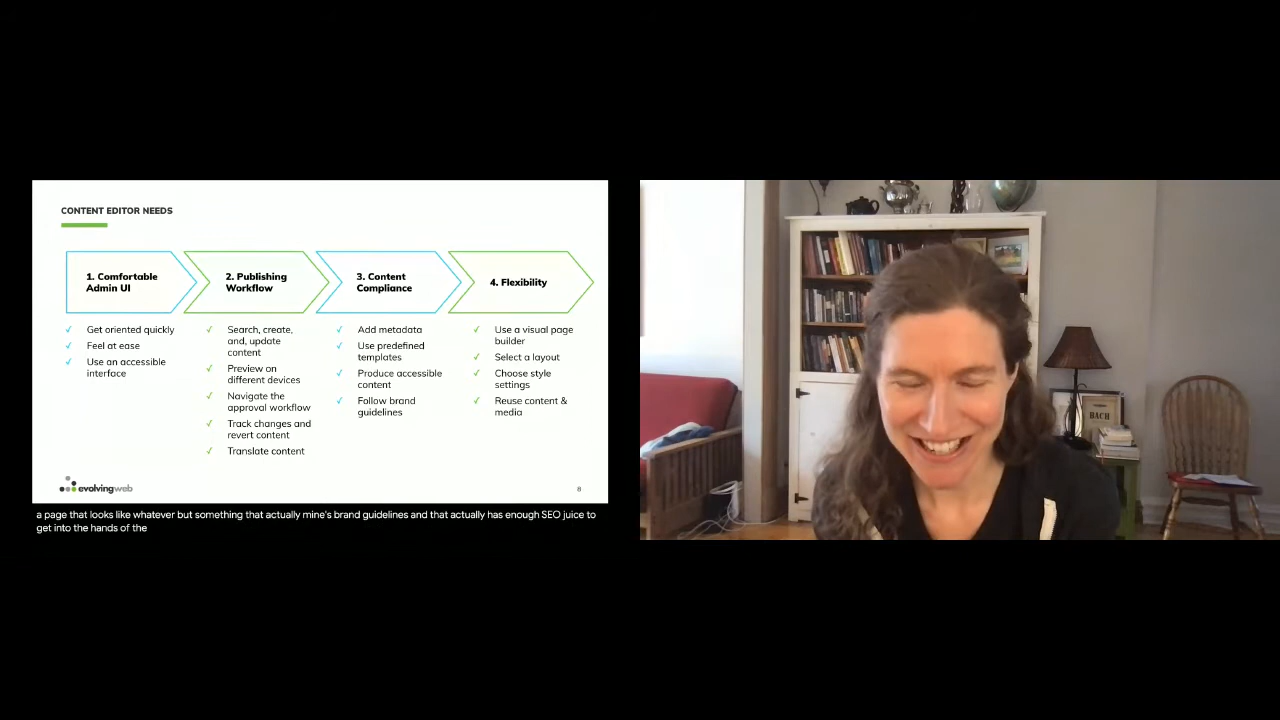 CONTENT EDITOR NEEDS
1. Comfortable
Admin UI
2. Publishing
Workflow
3. Content
Compliance
4. Flexibility
✓ Get oriented quickly
✓ Feel at ease
✓ Use an accessible
interface
✓ Search, create,
and, update
content
✓ Preview on
different devices
✓ Navigate the
approval workflow
✓ Track changes and
revert content
✓ Translate content
✓ Add metadata
✓ Use predefined
templates
✓ Produce accessible
content
✓ Follow brand
guidelines
✓ Use a visual page
builder
✓ Select a layout
✓ Choose style
settings
✓ Reuse content &
media
evolvingweb
8
a page that looks like whatever but something that actually mine's brand guidelines and that actually has enough SEO juice to
get into the hands of the
BACH